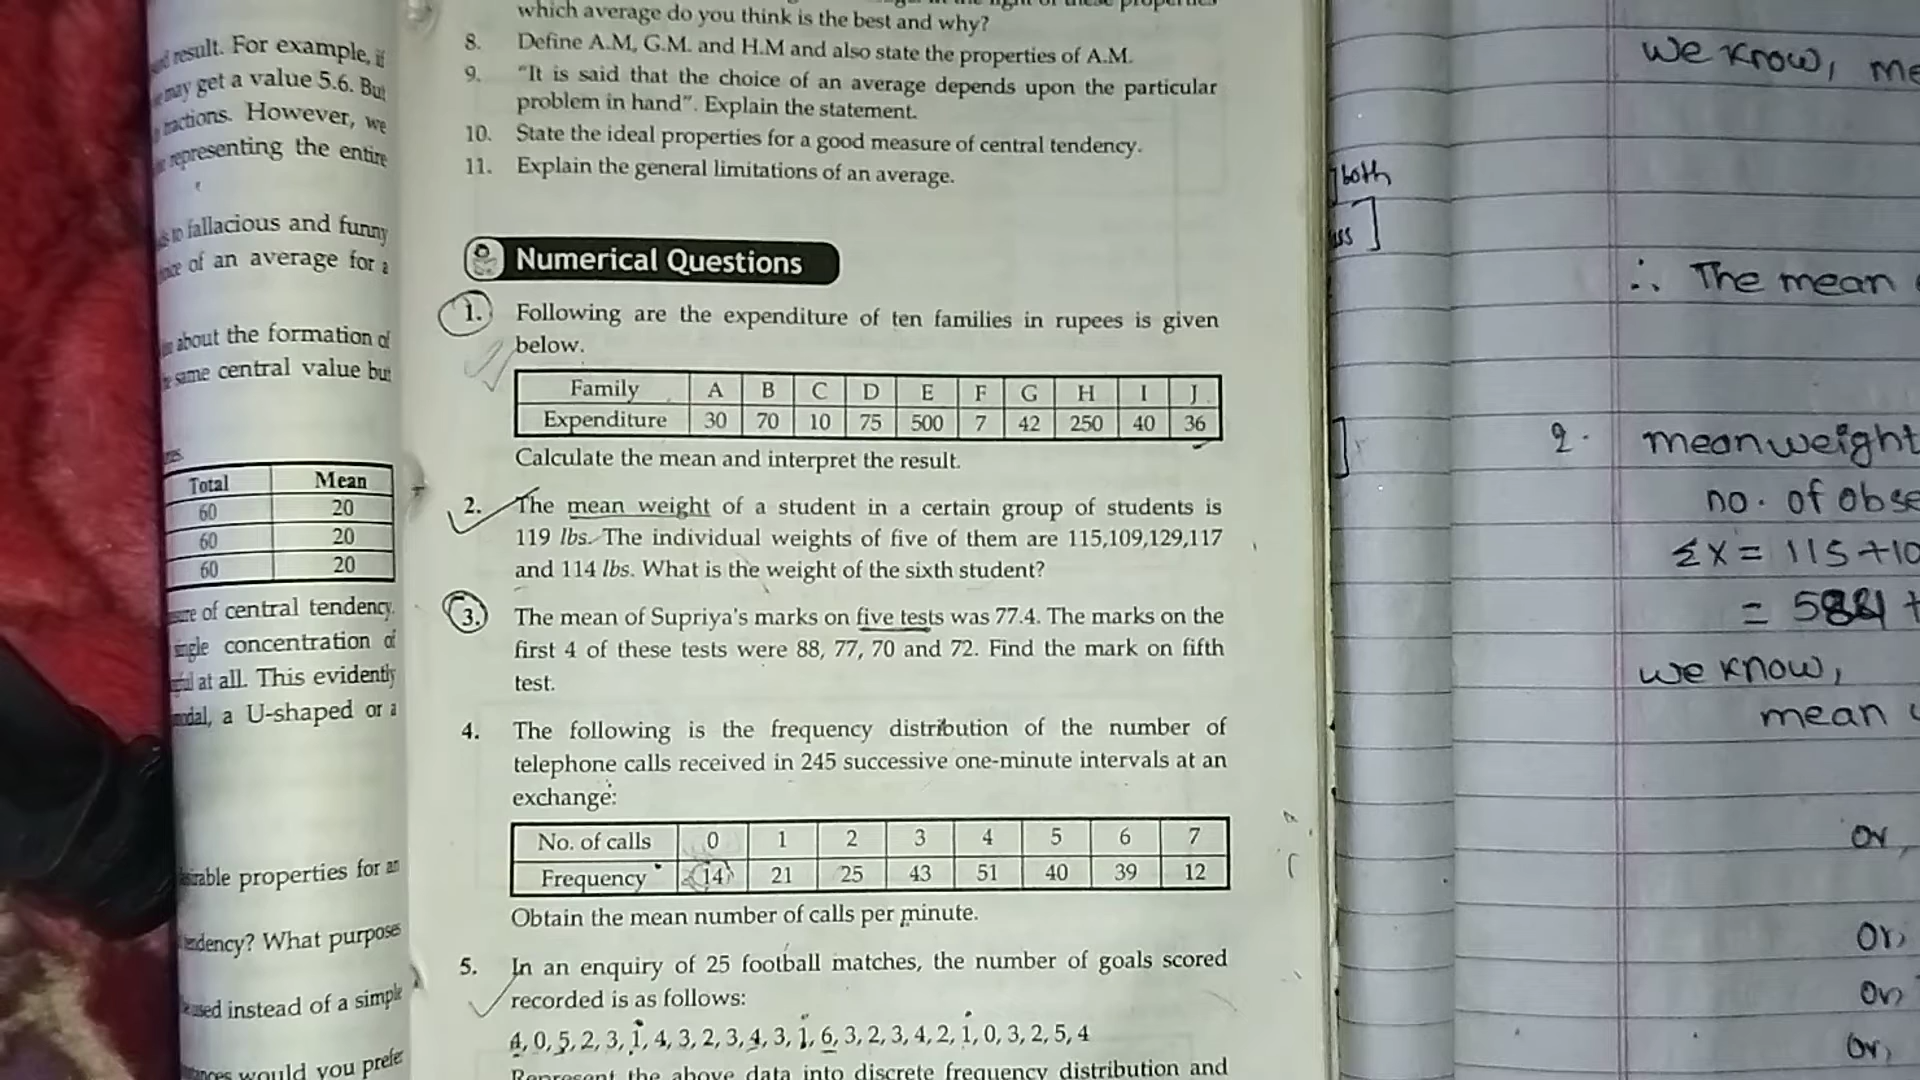 result. For example, if
may get a value 5.6. But
However, we
representing the entire
to fallacious and funny
of an average for a
about the formation of
same central value but
Total Mean
60 20
60 20
60 20
of central tendency.
single concentration of
at all. This evidently
a U-shaped or a
properties for an
What purposes
used instead of a simple
would you prefer
which average do you think is the best and why?
8. Define A.M, G.M. and H.M and also state the properties of A.M.
9. "It is said that the choice of an average depends upon the particular
problem in hand". Explain the statement.
10. State the ideal properties for a good measure of central tendency.
11. Explain the general limitations of an average.
Numerical Questions
1. Following are the expenditure of ten families in rupees is given
below.
Family A B C D E F G H I J
Expenditure 30 70 10 75 500 7 42 250 40 36
Calculate the mean and interpret the result.
2. The mean weight of a student in a certain group of students is
119 lbs. The individual weights of five of them are 115,109,129,117
and 114 lbs. What is the weight of the sixth student?
3. The mean of Supriya's marks on five tests was 77.4. The marks on the
first 4 of these tests were 88, 77, 70 and 72. Find the mark on fifth
test.
4. The following is the frequency distribution of the number of
telephone calls received in 245 successive one-minute intervals at an
exchange:
No. of calls 0 1 2 3 4 5 6 7
Frequency 14 21 25 43 51 40 39 12
Obtain the mean number of calls per minute.
5. In an enquiry of 25 football matches, the number of goals scored
recorded is as follows:
4, 0, 5, 2, 3, 1, 4, 3, 2, 3, 4, 3, 1, 6, 3, 2, 3, 4, 2, 1, 0, 3, 2, 5, 4
Represent the above data into discrete frequency distribution and
both
we know, me
∴ The mean
2. mean weight
no. of obse
ΣX = 115+10
we know,
mean
or,
or,
or,
or,